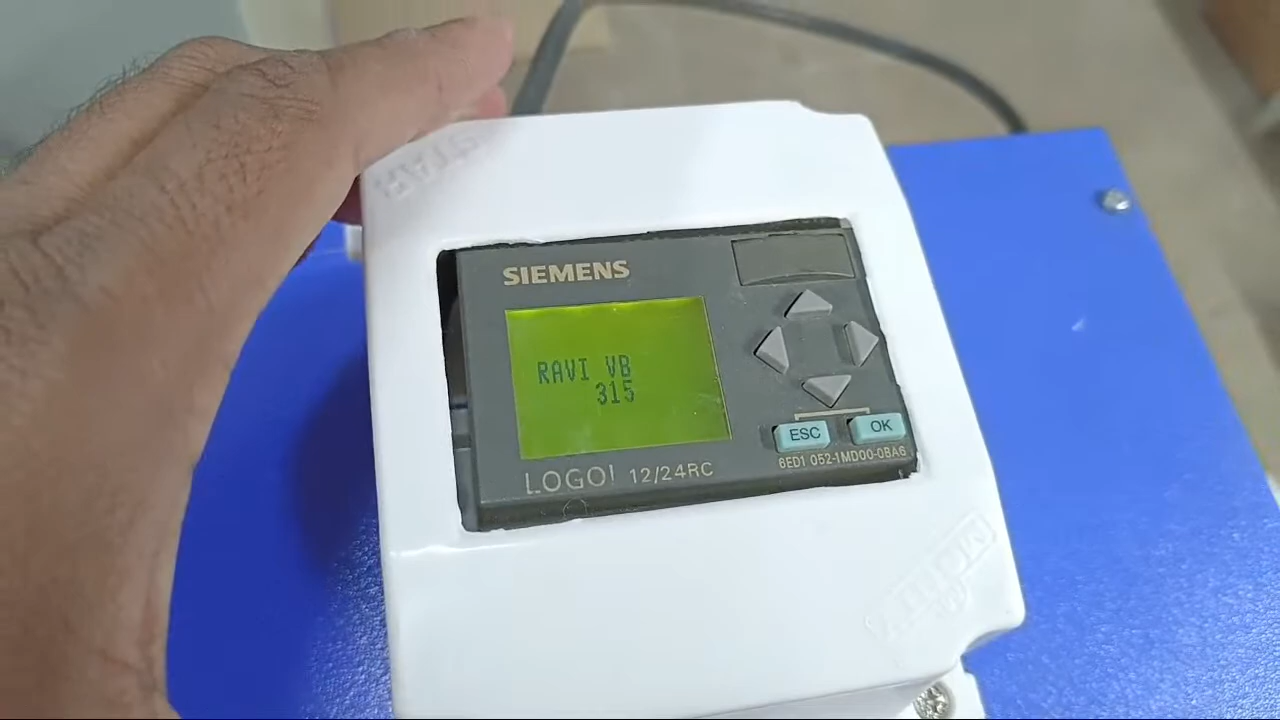 SIEMENS
RAVI VB
315
ESC
OK
6ED1 052-1MD00-0BA6
LOGO! 12/24RC